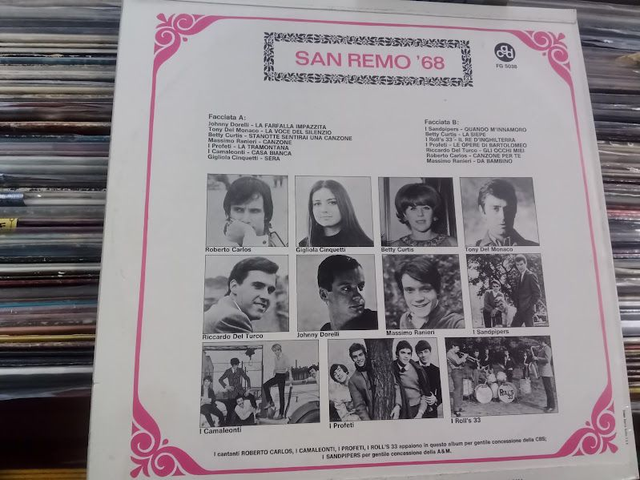 SAN REMO '68
Facciata A:
Johnny Dorelli - LA FARFALLA IMPAZZITA
Tony Del Monaco - LA VOCE DEL SILENZIO
Betty Curtis - STANOTTE SENTIRAI UNA CANZONE
Massimo Ranieri - CANZONE
I Profeti - LA TRAMONTANA
I Camaleonti - CASA BIANCA
Gigliola Cinquetti - SERA
Facciata B:
I Sandpipers - QUANDO M'INNAMORO
Betty Curtis - LA SIEPE
I Roll's 33 - IL RE D'INGHILTERRA
I Profeti - LE OPERE DI BARTOLOMEO
Riccardo Del Turco - GLI OCCHI MIEI
Roberto Carlos - CANZONE PER TE
Massimo Ranieri - DA BAMBINO
Roberto Carlos
Gigliola Cinquetti
Betty Curtis
Tony Del Monaco
Riccardo Del Turco
Johnny Dorelli
Massimo Ranieri
I Sandpipers
I Camaleonti
I Profeti
I Roll's 33
I cantanti ROBERTO CARLOS, I CAMALEONTI, I PROFETI, I ROLL'S 33 appaiono in questo album per gentile concessione della CBS;
I SANDPIPERS per gentile concessione della A&M.